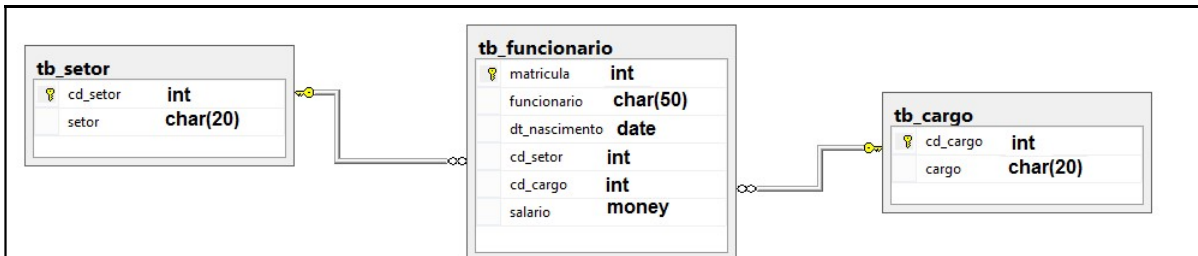 tb_setor
cd_setor int
setor char(20)
tb_funcionario
matricula int
funcionario char(50)
dt_nascimento date
cd_setor int
cd_cargo int
salario money
tb_cargo
cd_cargo int
cargo char(20)